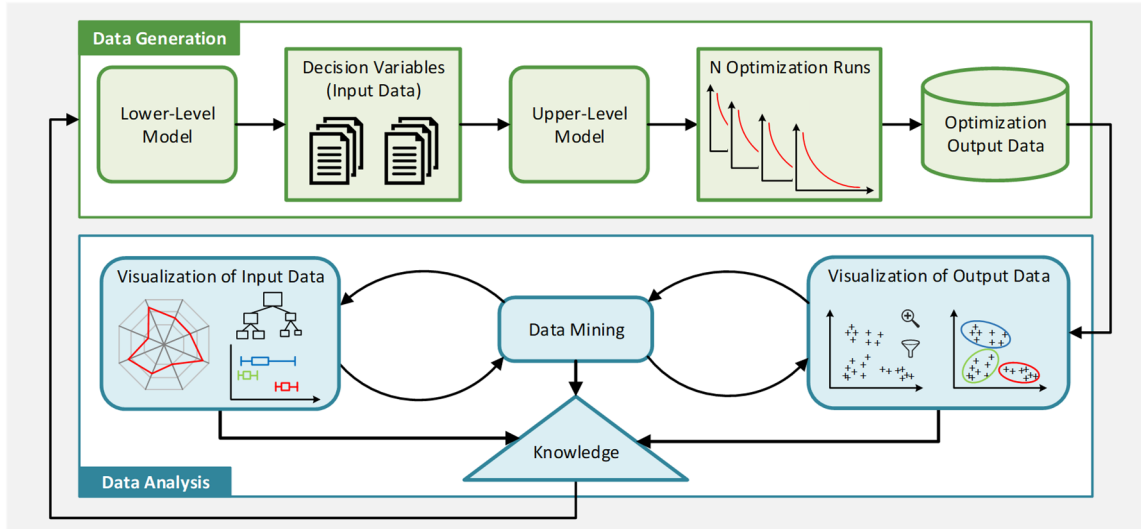 Data Generation
Lower-Level
Model
Decision Variables
(Input Data)
Upper-Level
Model
N Optimization Runs
Optimization
Output Data
Visualization of Input Data
Data Mining
Visualization of Output Data
Knowledge
Data Analysis